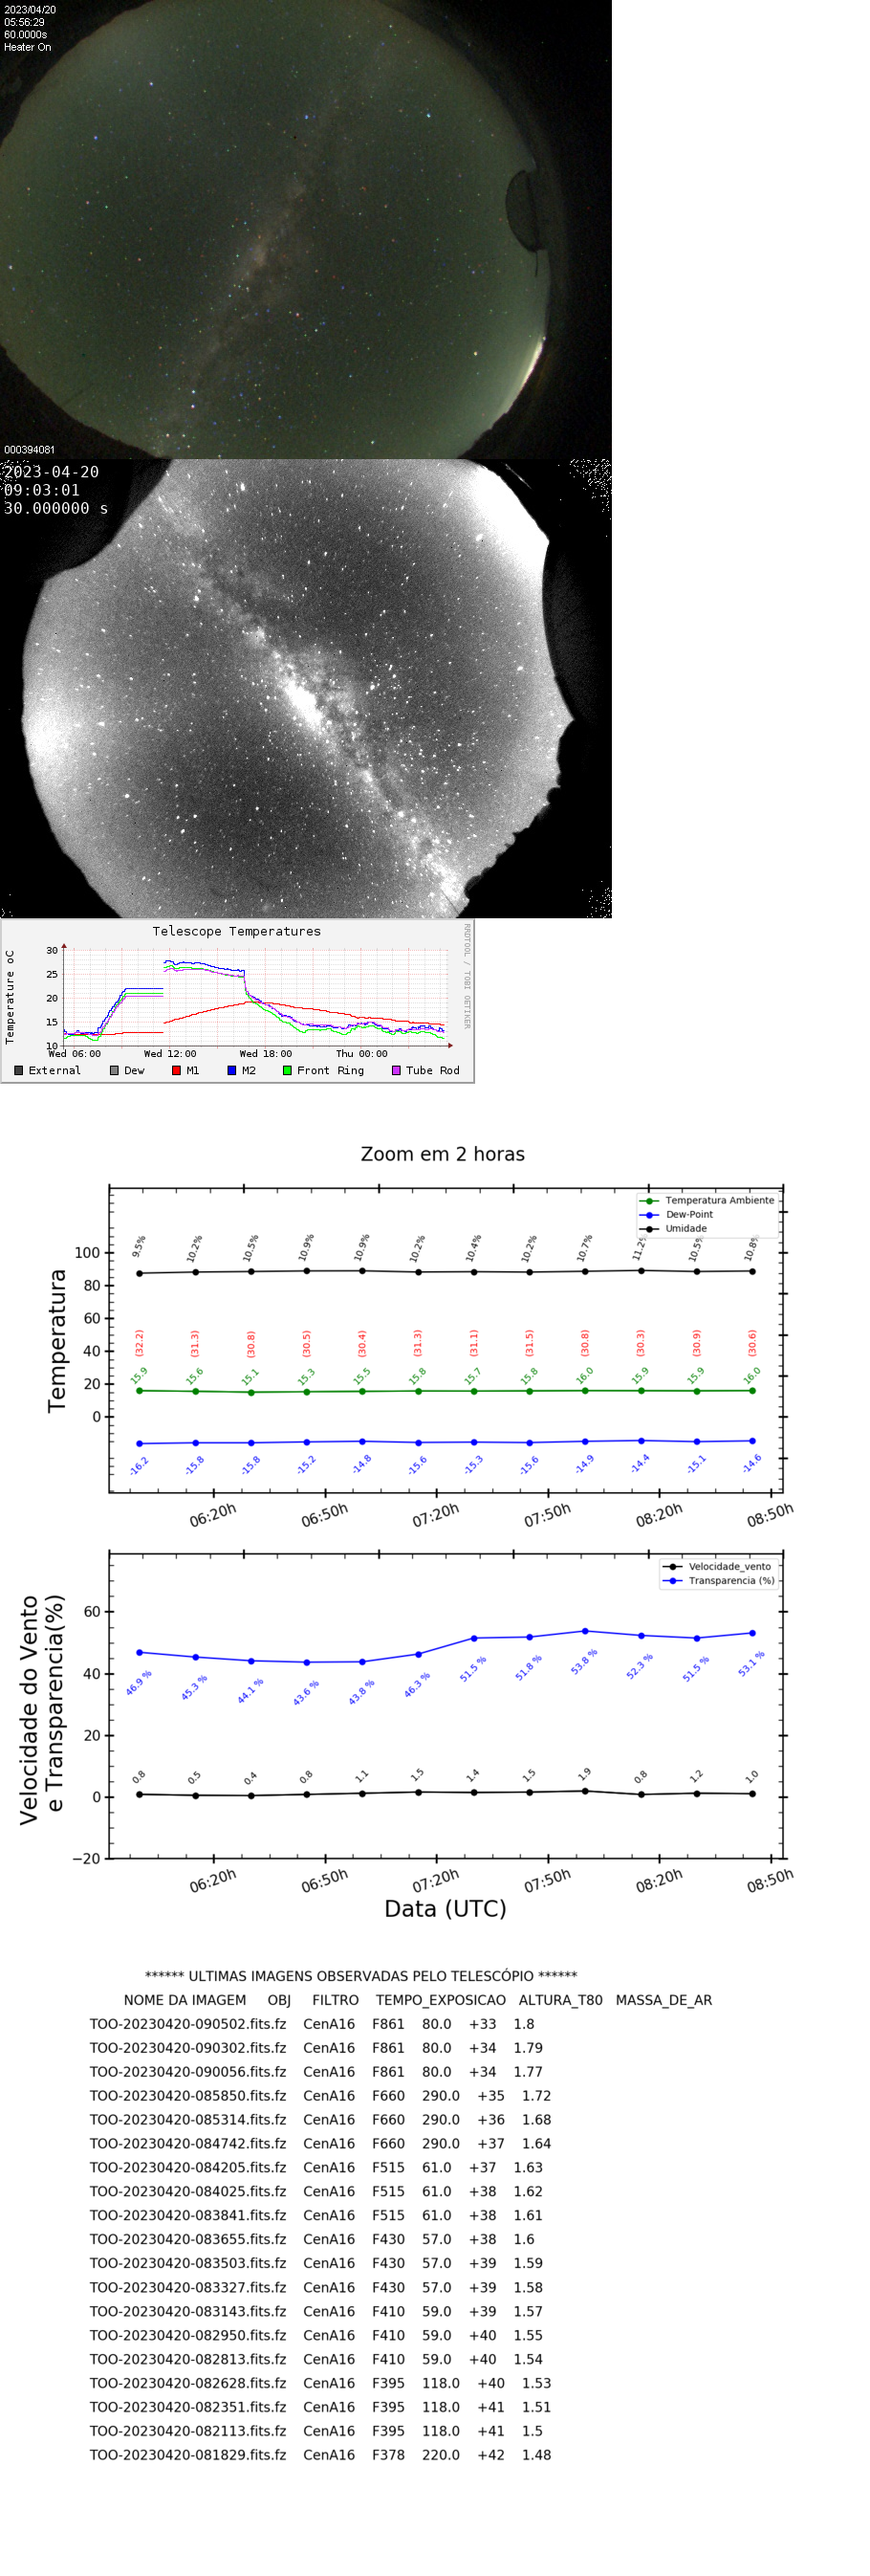 2023/04/20
05:56:29
60.0000s
Heater On
000394081
2023-04-20
09:03:01
30.000000 s
Telescope Temperatures
RRDTOOL / TOBI OETIKER
Temperature oC
30
25
20
15
10
Wed 06:00 Wed 12:00 Wed 18:00 Thu 00:00
External Dew M1 M2 Front Ring Tube Rod
Zoom em 2 horas
Temperatura Ambiente
Dew-Point
Umidade
Temperatura
100
80
60
40
20
0
9.5% 10.2% 10.5% 10.9% 10.9% 10.2% 10.4% 10.2% 10.7% 11.2% 10.5% 10.8%
(32.2) (31.3) (30.8) (30.5) (30.4) (31.3) (31.1) (31.5) (30.8) (30.3) (30.9) (30.6)
15.9 15.6 15.1 15.3 15.5 15.8 15.7 15.8 16.0 15.9 15.9 16.0
-16.2 -15.8 -15.8 -15.2 -14.8 -15.6 -15.3 -15.6 -14.9 -14.4 -15.1 -14.6
06:20h 06:50h 07:20h 07:50h 08:20h 08:50h
Velocidade_vento
Transparencia (%)
Velocidade do Vento
e Transparencia(%)
60
40
20
0
−20
46.9 % 45.3 % 44.1 % 43.6 % 43.8 % 46.3 % 51.5 % 51.8 % 53.8 % 52.3 % 51.5 % 53.1 %
0.8 0.5 0.4 0.8 1.1 1.5 1.4 1.5 1.9 0.8 1.2 1.0
06:20h 06:50h 07:20h 07:50h 08:20h 08:50h
Data (UTC)
****** ULTIMAS IMAGENS OBSERVADAS PELO TELESCÓPIO ******
NOME DA IMAGEM OBJ FILTRO TEMPO_EXPOSICAO ALTURA_T80 MASSA_DE_AR
TOO-20230420-090502.fits.fz CenA16 F861 80.0 +33 1.8
TOO-20230420-090302.fits.fz CenA16 F861 80.0 +34 1.79
TOO-20230420-090056.fits.fz CenA16 F861 80.0 +34 1.77
TOO-20230420-085850.fits.fz CenA16 F660 290.0 +35 1.72
TOO-20230420-085314.fits.fz CenA16 F660 290.0 +36 1.68
TOO-20230420-084742.fits.fz CenA16 F660 290.0 +37 1.64
TOO-20230420-084205.fits.fz CenA16 F515 61.0 +37 1.63
TOO-20230420-084025.fits.fz CenA16 F515 61.0 +38 1.62
TOO-20230420-083841.fits.fz CenA16 F515 61.0 +38 1.61
TOO-20230420-083655.fits.fz CenA16 F430 57.0 +38 1.6
TOO-20230420-083503.fits.fz CenA16 F430 57.0 +39 1.59
TOO-20230420-083327.fits.fz CenA16 F430 57.0 +39 1.58
TOO-20230420-083143.fits.fz CenA16 F410 59.0 +39 1.57
TOO-20230420-082950.fits.fz CenA16 F410 59.0 +40 1.55
TOO-20230420-082813.fits.fz CenA16 F410 59.0 +40 1.54
TOO-20230420-082628.fits.fz CenA16 F395 118.0 +40 1.53
TOO-20230420-082351.fits.fz CenA16 F395 118.0 +41 1.51
TOO-20230420-082113.fits.fz CenA16 F395 118.0 +41 1.5
TOO-20230420-081829.fits.fz CenA16 F378 220.0 +42 1.48